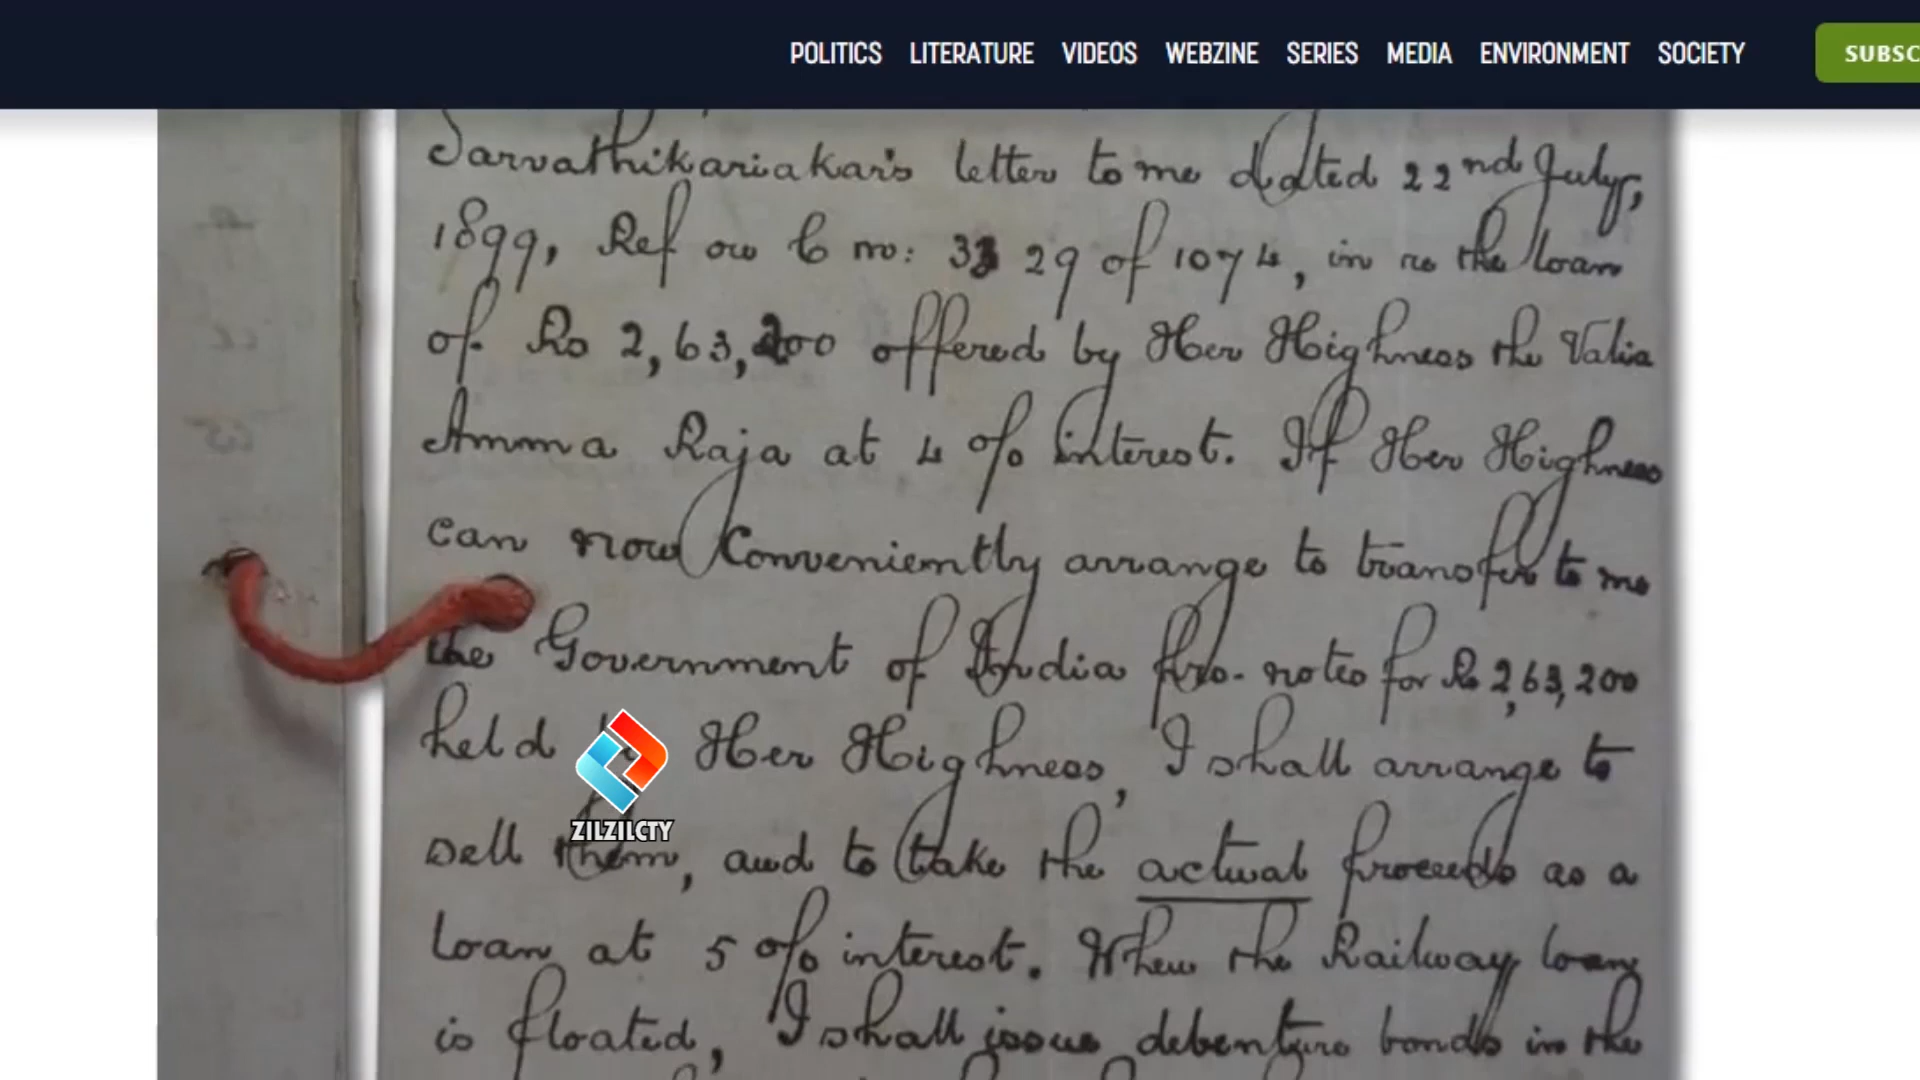 POLITICS LITERATURE VIDEOS WEBZINE SERIES MEDIA ENVIRONMENT SOCIETY SUBSC
Sarvathikariakar's letter to me dated 22nd July,
1899, Ref on C no: 3329 of 1074, in re the loan
of Rs 2,63,200 offered by Her Highness the Valia
Amma Raja at 4 % interest. If Her Highness
can now conveniently arrange to transfer to me
the Government of India pro-notes for Rs 2,63,200
held Her Highness, I shall arrange to
ZILZILCTY
sell them, and to take the actual proceeds as a
loan at 5 % interest. When the Railway loan
is floated, I shall issue debenture bonds in the